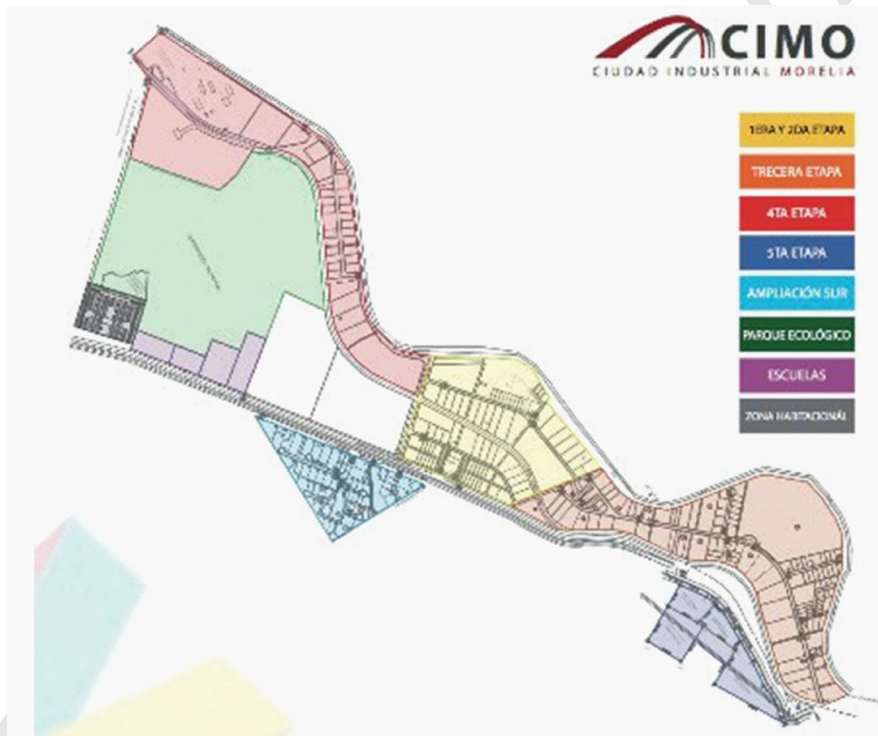 CIMO
CIUDAD INDUSTRIAL MORELIA
1ERA Y 2DA ETAPA
TRECERA ETAPA
4TA ETAPA
5TA ETAPA
AMPLIACIÓN SUR
PARQUE ECOLÓGICO
ESCUELAS
ZONA HABITACIONAL